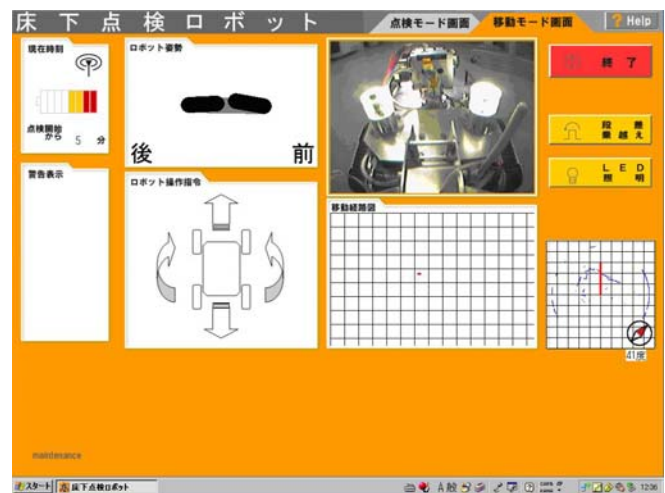 床下点検ロボット
点検モード画面
移動モード画面
? Help
現在時刻
点検開始
から 5 分
警告表示
ロボット姿勢
後 前
ロボット操作指令
移動経路図
終 了
段 差
乗 越 え
L E D
照 明
41度
maintenance
スタート
床下点検ロボット
A 般
12:06